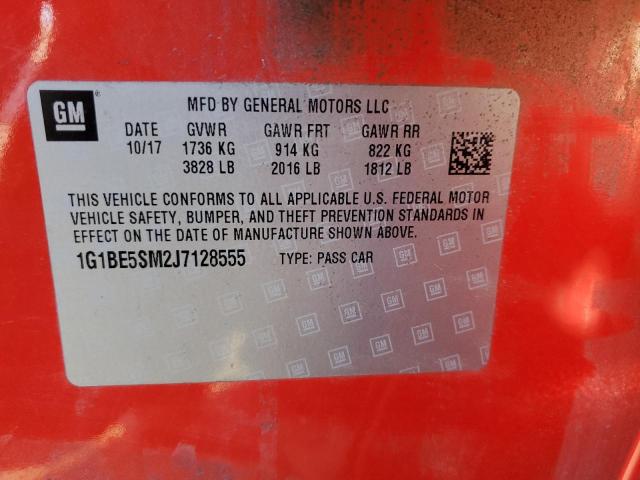 GM
MFD BY GENERAL MOTORS LLC
DATE GVWR GAWR FRT GAWR RR
10/17 1736 KG 914 KG 822 KG
3828 LB 2016 LB 1812 LB
THIS VEHICLE CONFORMS TO ALL APPLICABLE U.S. FEDERAL MOTOR
VEHICLE SAFETY, BUMPER, AND THEFT PREVENTION STANDARDS IN
EFFECT ON THE DATE OF MANUFACTURE SHOWN ABOVE.
1G1BE5SM2J7128555 TYPE: PASS CAR